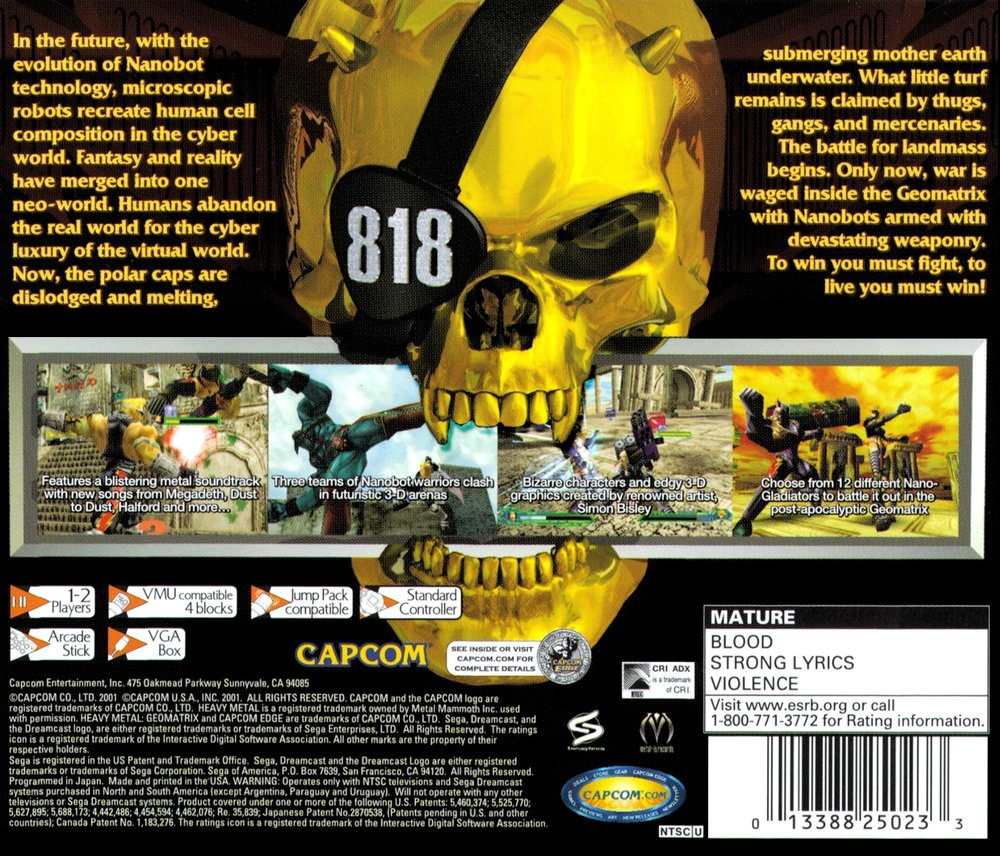 In the future, with the
evolution of Nanobot
technology, microscopic
robots recreate human cell
composition in the cyber
world. Fantasy and reality
have merged into one
neo-world. Humans abandon
the real world for the cyber
luxury of the virtual world.
Now, the polar caps are
dislodged and melting,
submerging mother earth
underwater. What little turf
remains is claimed by thugs,
gangs, and mercenaries.
The battle for landmass
begins. Only now, war is
waged inside the Geomatrix
with Nanobots armed with
devastating weaponry.
To win you must fight, to
live you must win!
818
Features a blistering metal soundtrack
with new songs from Megadeth, Dust
to Dust, Halford and more...
Three teams of Nanobot warriors clash
in futuristic 3-D arenas
Bizarre characters and edgy 3-D
graphics created by renowned artist,
Simon Bisley
Choose from 12 different Nano-
Gladiators to battle it out in the
post-apocalyptic Geomatrix
1-2
Players
VMU compatible
4 blocks
Jump Pack
compatible
Standard
Controller
Arcade
Stick
VGA
Box
CAPCOM
SEE INSIDE OR VISIT
CAPCOM.COM FOR
COMPLETE DETAILS
CAPCOM
EDGE
CRI ADX
is a trademark
of CRI.
ADX
Capcom Entertainment, Inc. 475 Oakmead Parkway Sunnyvale, CA 94085
©CAPCOM CO., LTD. 2001 ©CAPCOM U.S.A., INC. 2001. ALL RIGHTS RESERVED. CAPCOM and the CAPCOM logo are
registered trademarks of CAPCOM CO., LTD. HEAVY METAL is a registered trademark owned by Metal Mammoth Inc. used
with permission. HEAVY METAL: GEOMATRIX and CAPCOM EDGE are trademarks of CAPCOM CO., LTD. Sega, Dreamcast, and
the Dreamcast logo, are either registered trademarks or trademarks of Sega Enterprises, LTD. All Rights Reserved. The ratings
icon is a registered trademark of the Interactive Digital Software Association. All other marks are the property of their
respective holders.
Sega is registered in the US Patent and Trademark Office. Sega, Dreamcast and the Dreamcast Logo are either registered
trademarks or trademarks of Sega Corporation. Sega of America, P.O. Box 7639, San Francisco, CA 94120. All Rights Reserved.
Programmed in Japan. Made and printed in the USA. WARNING: Operates only with NTSC televisions and Sega Dreamcast
systems purchased in North and South America (except Argentina, Paraguay and Uruguay). Will not operate with any other
televisions or Sega Dreamcast systems. Product covered under one or more of the following U.S. Patents: 5,460,374; 5,525,770;
5,627,895; 5,688,173; 4,442,486; 4,454,594; 4,462,076; Re. 35,839; Japanese Patent No.2870538, (Patents pending in U.S. and other
countries); Canada Patent No. 1,183,276. The ratings icon is a registered trademark of the Interactive Digital Software Association.
Sanctuary Records
metal-is records
DEALS STORE GEAR CAPCOM EDGE
CAPCOM.COM
ART NEW RELEASES
NTSC U
MATURE
BLOOD
STRONG LYRICS
VIOLENCE
Visit www.esrb.org or call
1-800-771-3772 for Rating information.
0 13388 25023 3